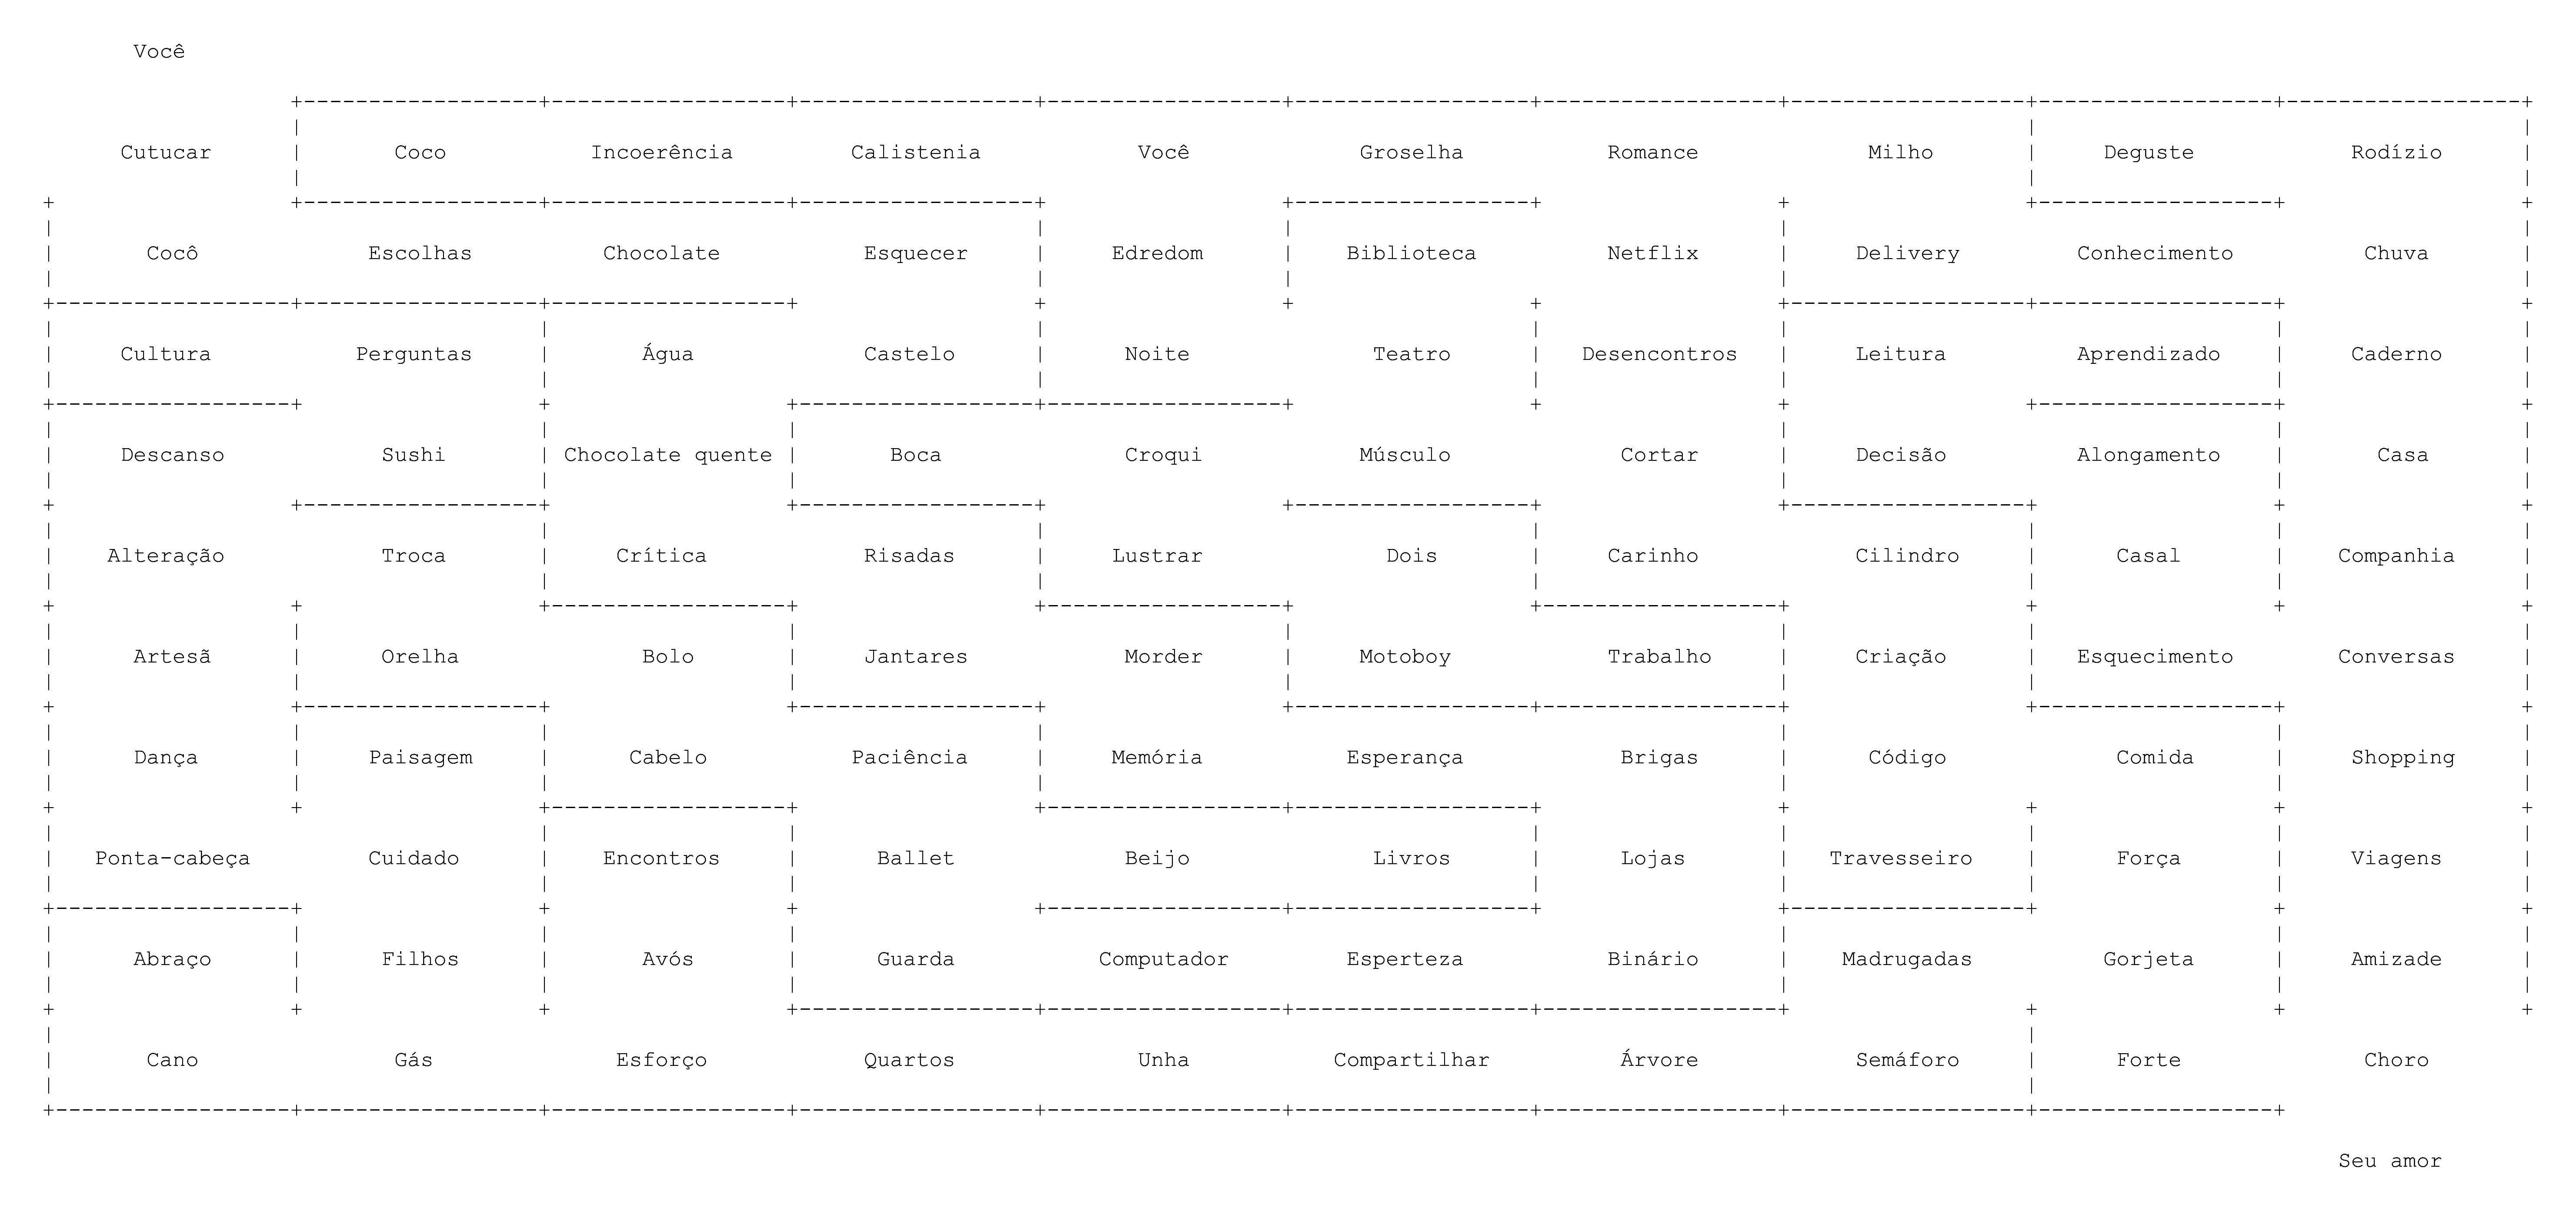 Você
Cutucar Coco Incoerência Calistenia Você Groselha Romance Milho Deguste Rodízio
Cocô Escolhas Chocolate Esquecer Edredom Biblioteca Netflix Delivery Conhecimento Chuva
Cultura Perguntas Água Castelo Noite Teatro Desencontros Leitura Aprendizado Caderno
Descanso Sushi Chocolate quente Boca Croqui Músculo Cortar Decisão Alongamento Casa
Alteração Troca Crítica Risadas Lustrar Dois Carinho Cilindro Casal Companhia
Artesã Orelha Bolo Jantares Morder Motoboy Trabalho Criação Esquecimento Conversas
Dança Paisagem Cabelo Paciência Memória Esperança Brigas Código Comida Shopping
Ponta-cabeça Cuidado Encontros Ballet Beijo Livros Lojas Travesseiro Força Viagens
Abraço Filhos Avós Guarda Computador Esperteza Binário Madrugadas Gorjeta Amizade
Cano Gás Esforço Quartos Unha Compartilhar Árvore Semáforo Forte Choro
Seu amor